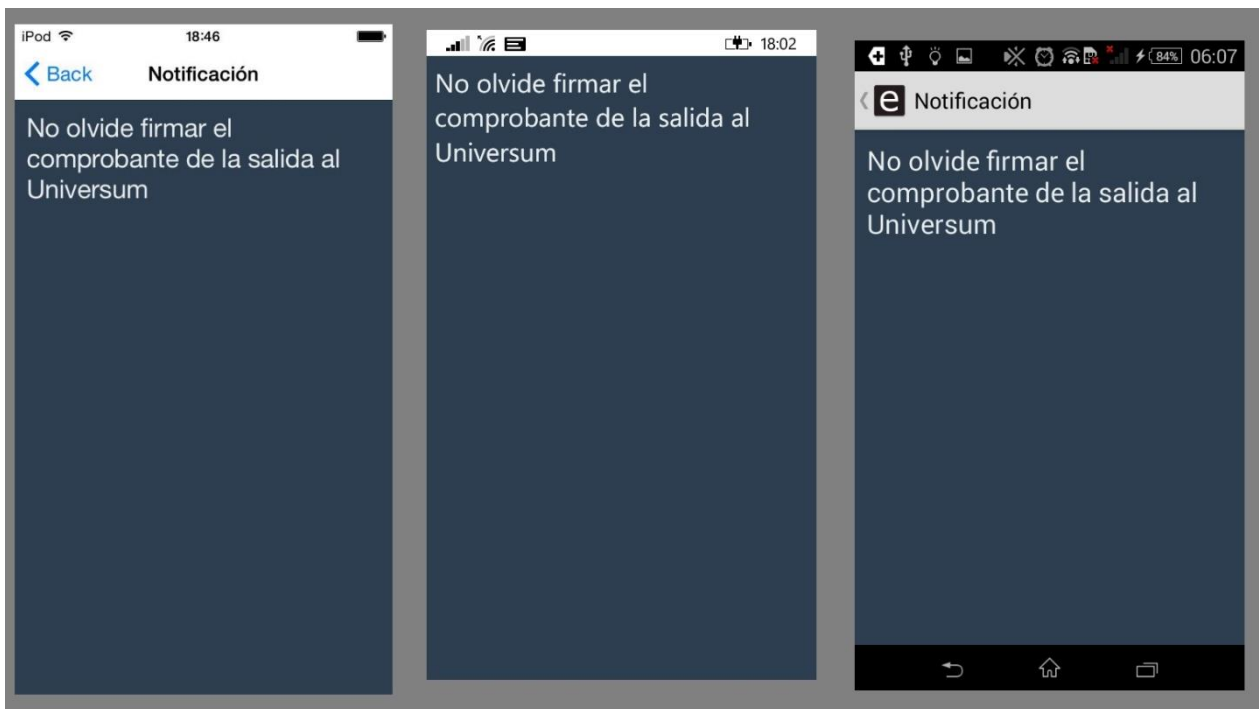 iPod 18:46
Back Notificación
No olvide firmar el
comprobante de la salida al
Universum
18:02
No olvide firmar el
comprobante de la salida al
Universum
84% 06:07
e Notificación
No olvide firmar el
comprobante de la salida al
Universum